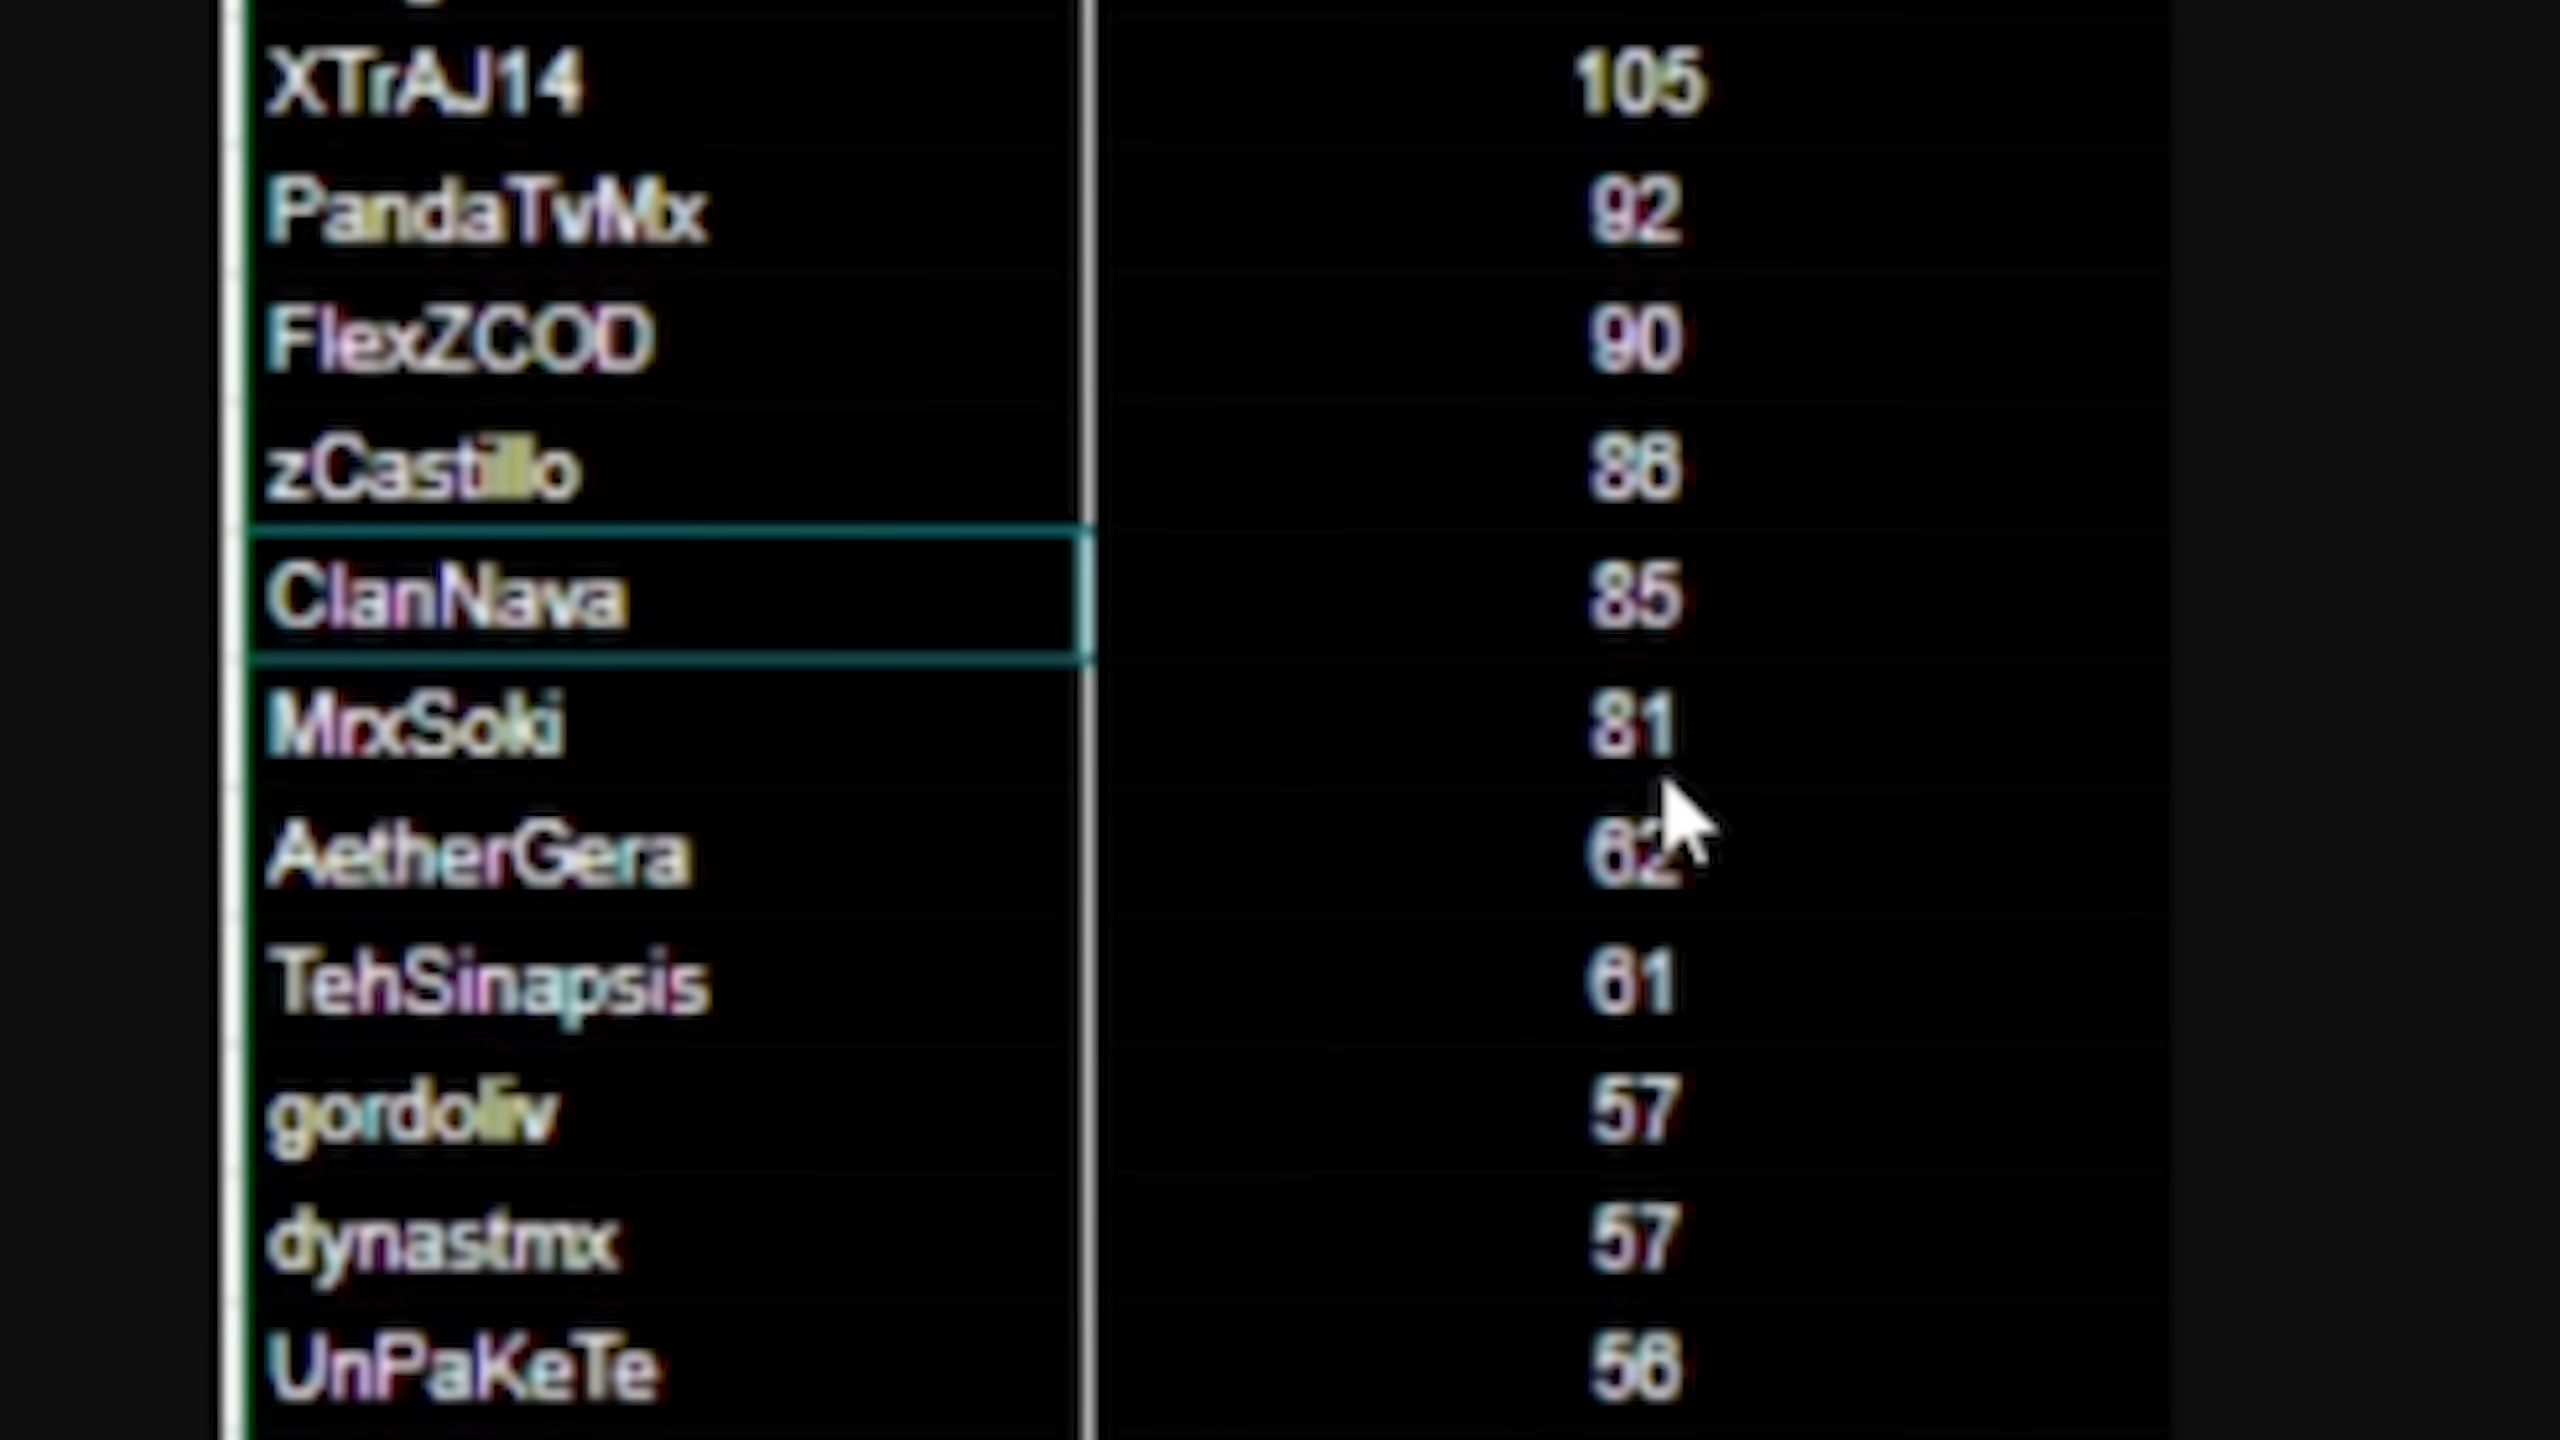 XTrAJ14 105
PandaTvMx 92
FlexZCOD 90
zCastillo 86
ClanNava 85
MrxSoki 81
AetherGera 62
TehSinapsis 61
gordoliv 57
dynastmx 57
UnPaKeTe 56